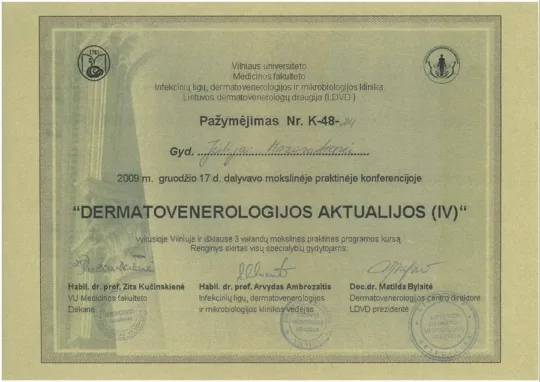 Vilniaus universiteto
Medicinos fakulteto
Infekcinių ligų, dermatovenerologijos ir mikrobiologijos klinika
Lietuvos dermatovenerologų draugija (LDVD)
Pažymėjimas Nr. K-48-
Gyd.
2009 m. gruodžio 17 d. dalyvavo mokslinėje praktinėje konferencijoje
“DERMATOVENEROLOGIJOS AKTUALIJOS (IV)“
vykusioje Vilniuje ir išklausė 3 valandų mokslinės praktinės programos kursą.
Renginys skirtas visų specialybių gydytojams.
Habil. dr. prof. Zita Kučinskienė
VU Medicinos fakulteto
Dekanė
Habil. dr. prof. Arvydas Ambrozaitis
Infekcinių ligų, dermatovenerologijos
ir mikrobiologijos klinikos vedėjas
Doc.dr. Matilda Bylaitė
Dermatovenerologijos centro direktorė
LDVD prezidentė